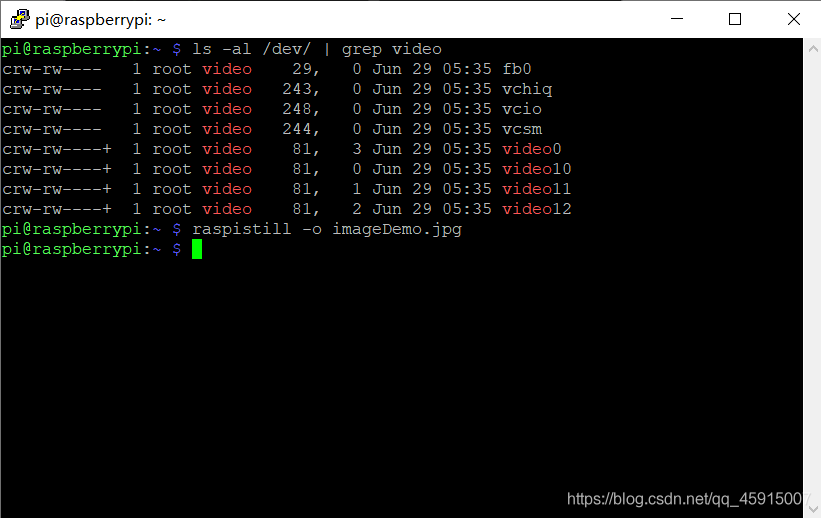 pi@raspberrypi: ~
pi@raspberrypi:~ $ ls -al /dev/ | grep video
crw-rw----   1 root video    29,   0 Jun 29 05:35 fb0
crw-rw----   1 root video   243,   0 Jun 29 05:35 vchiq
crw-rw----   1 root video   248,   0 Jun 29 05:35 vcio
crw-rw----   1 root video   244,   0 Jun 29 05:35 vcsm
crw-rw----+  1 root video    81,   3 Jun 29 05:35 video0
crw-rw----+  1 root video    81,   0 Jun 29 05:35 video10
crw-rw----+  1 root video    81,   1 Jun 29 05:35 video11
crw-rw----+  1 root video    81,   2 Jun 29 05:35 video12
pi@raspberrypi:~ $ raspistill -o imageDemo.jpg
pi@raspberrypi:~ $
https://blog.csdn.net/qq_45915007